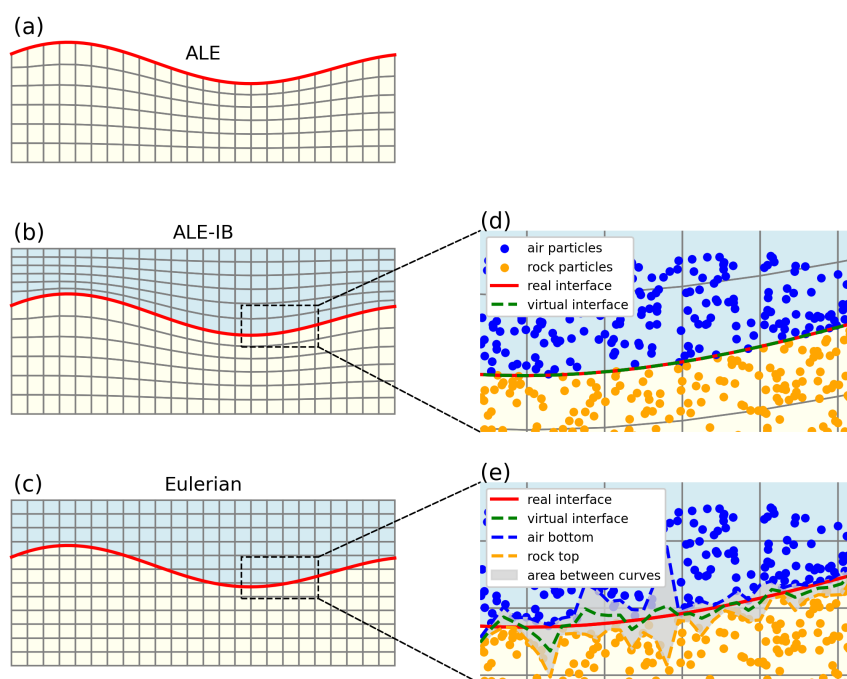 (a)
ALE
(b)
ALE-IB
(d)
air particles
rock particles
real interface
virtual interface
(c)
Eulerian
(e)
real interface
virtual interface
air bottom
rock top
area between curves